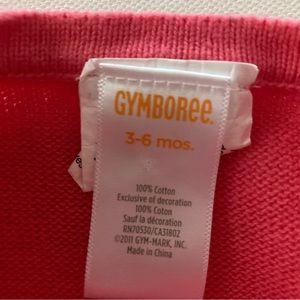 GYMBOREE.
3-6 mos.
100% Cotton
Exclusive of decoration
100% Coton
Sauf la décoration
RN70530/CA31802
©2011 GYM-MARK, INC.
Made in China